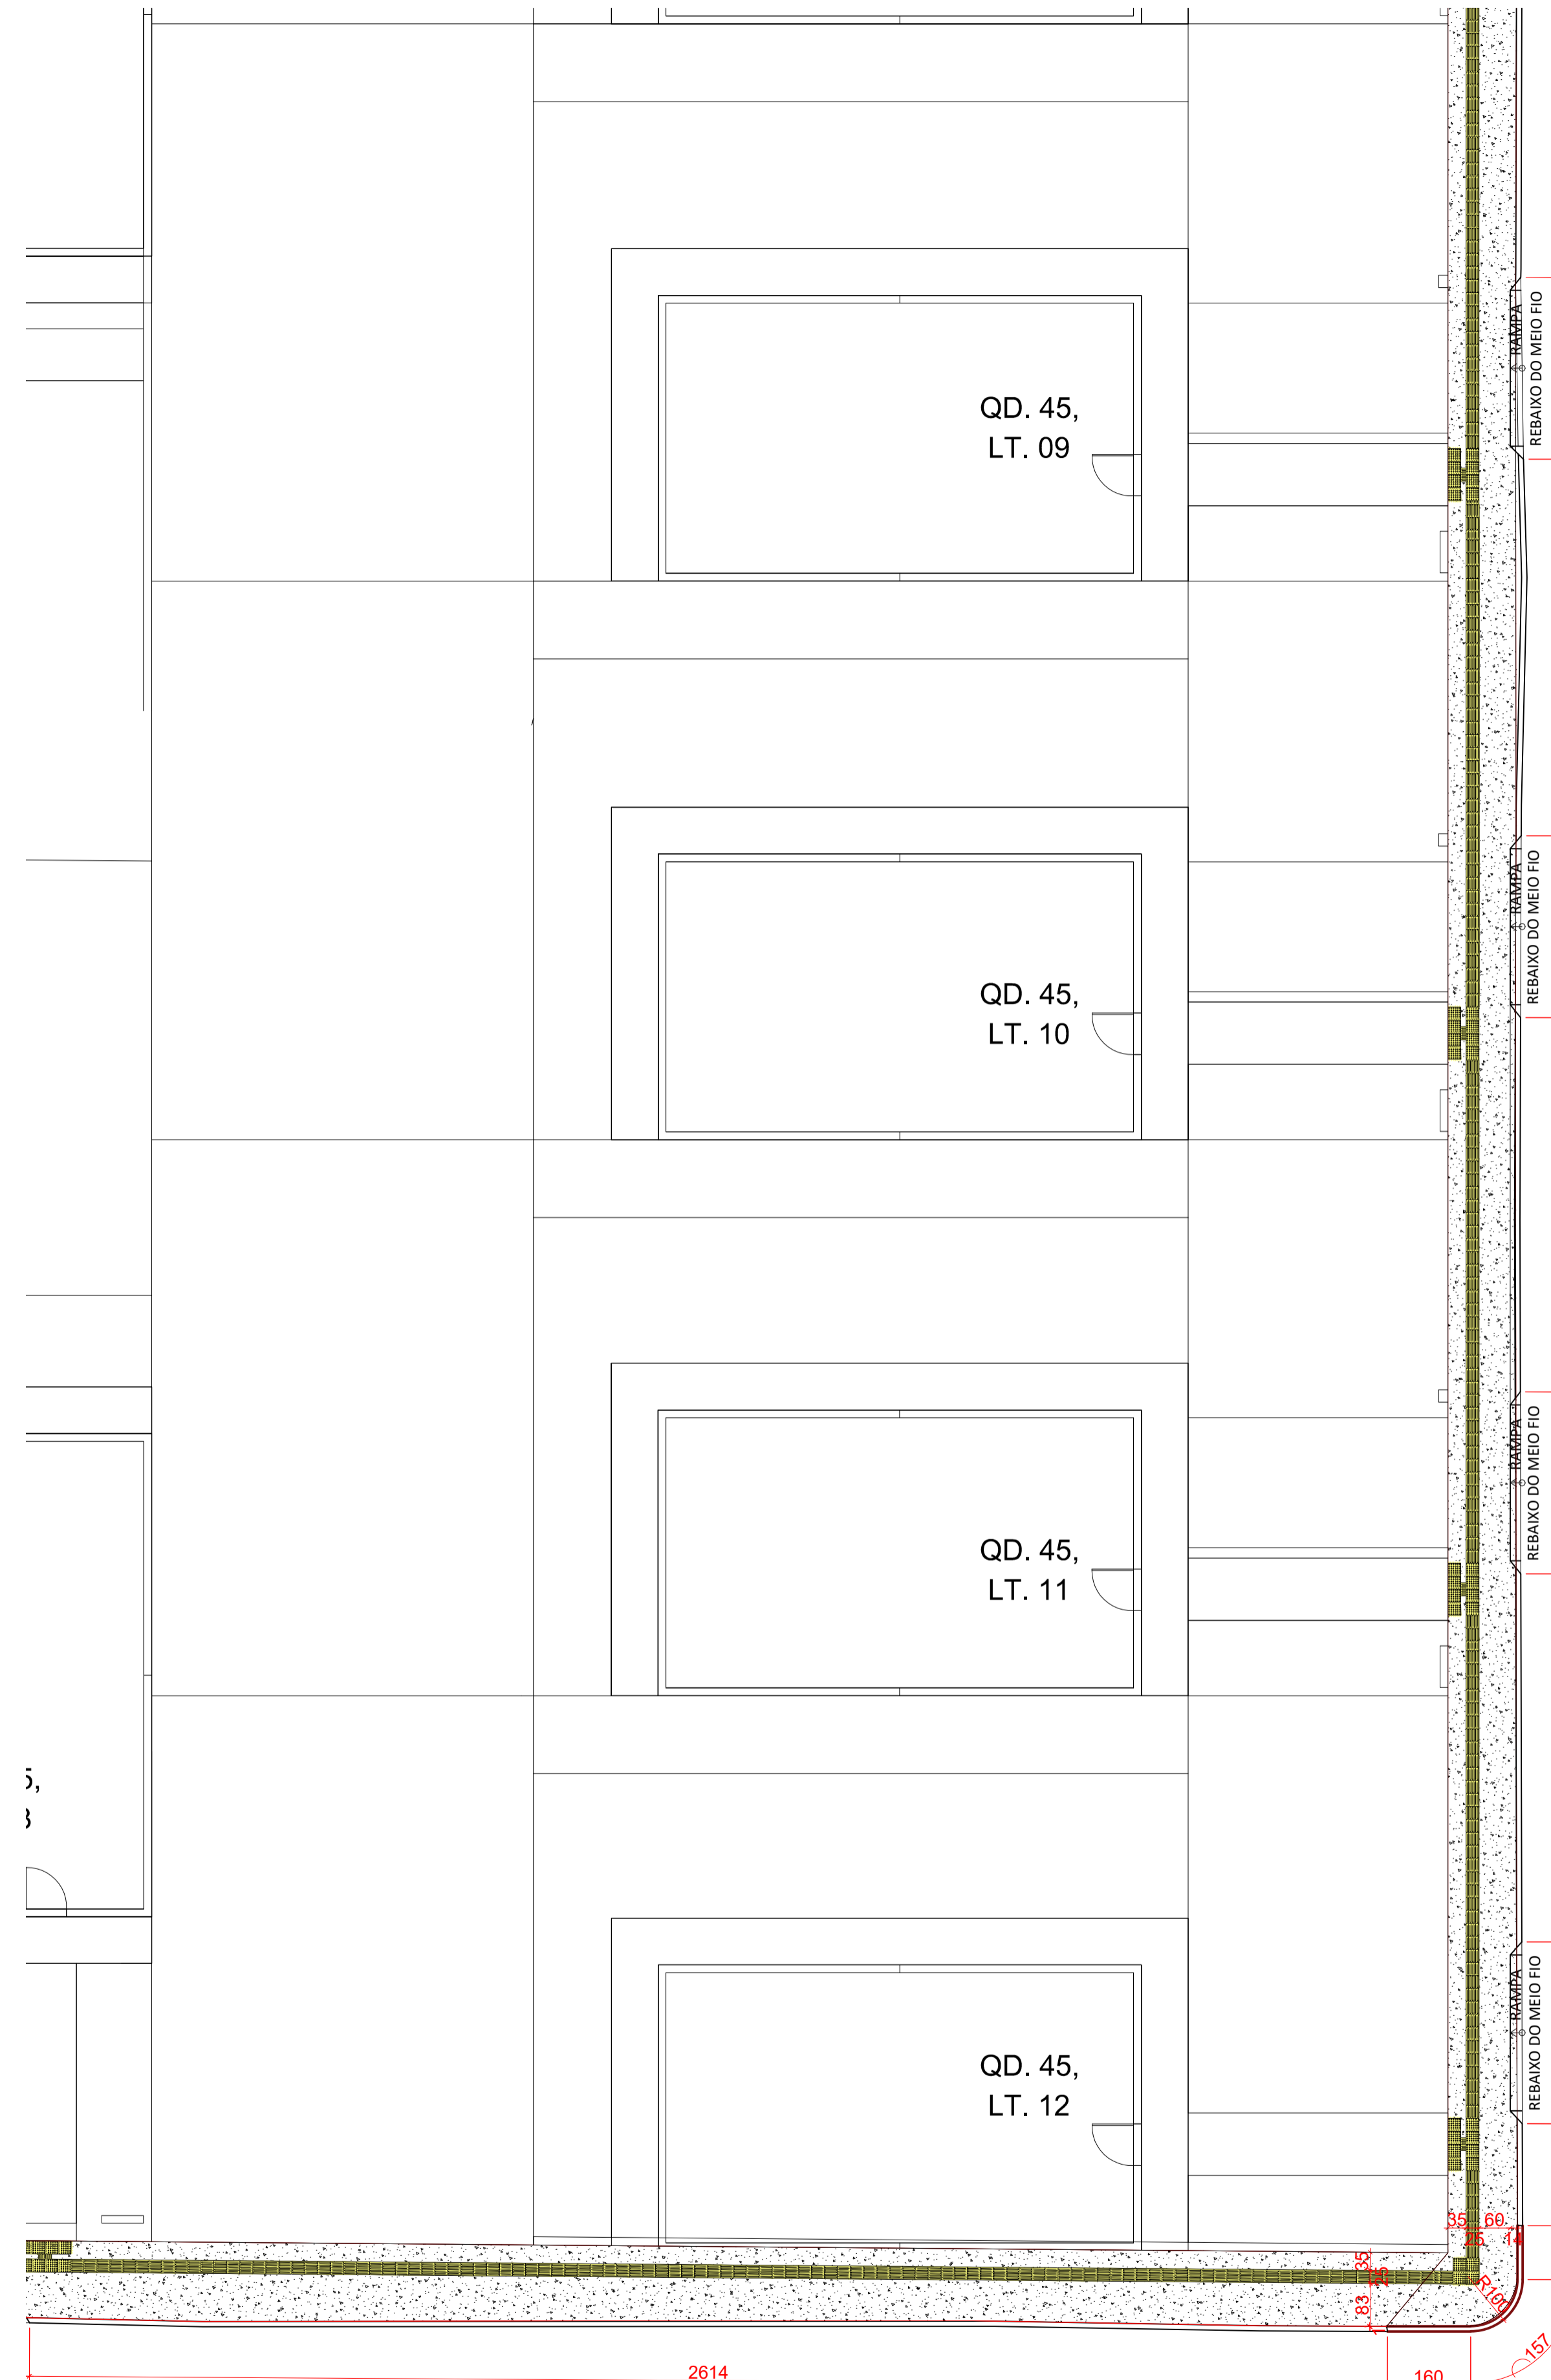 RAMPA
REBAIXO DO MEIO FIO
QD. 45,
LT. 09
RAMPA
REBAIXO DO MEIO FIO
QD. 45,
LT. 10
RAMPA
REBAIXO DO MEIO FIO
QD. 45,
LT. 11
5,
RAMPA
REBAIXO DO MEIO FIO
QD. 45,
LT. 12
35 60
25
35
25
83
R100
157
2614
160